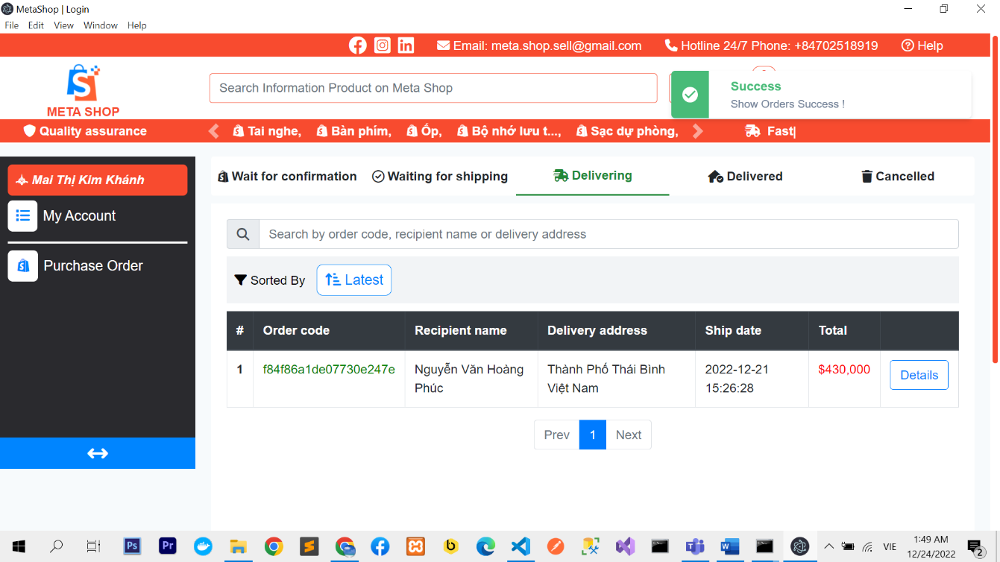 MetaShop | Login
File Edit View Window Help
Email: meta.shop.sell@gmail.com Hotline 24/7 Phone: +84702518919 Help
META SHOP
Search Information Product on Meta Shop
Success
Show Orders Success !
Quality assurance
Tai nghe, Bàn phím, Ốp, Bộ nhớ lưu t..., Sạc dự phòng,
Fast|
Mai Thị Kim Khánh
My Account
Purchase Order
Wait for confirmation Waiting for shipping Delivering Delivered Cancelled
Search by order code, recipient name or delivery address
Sorted By Latest
# Order code Recipient name Delivery address Ship date Total
1 f84f86a1de07730e247e Nguyễn Văn Hoàng Thành Phố Thái Bình 2022-12-21 $430,000 Details
Phúc Việt Nam 15:26:28
Prev 1 Next
Ps Pr VIE 1:49 AM
12/24/2022 2